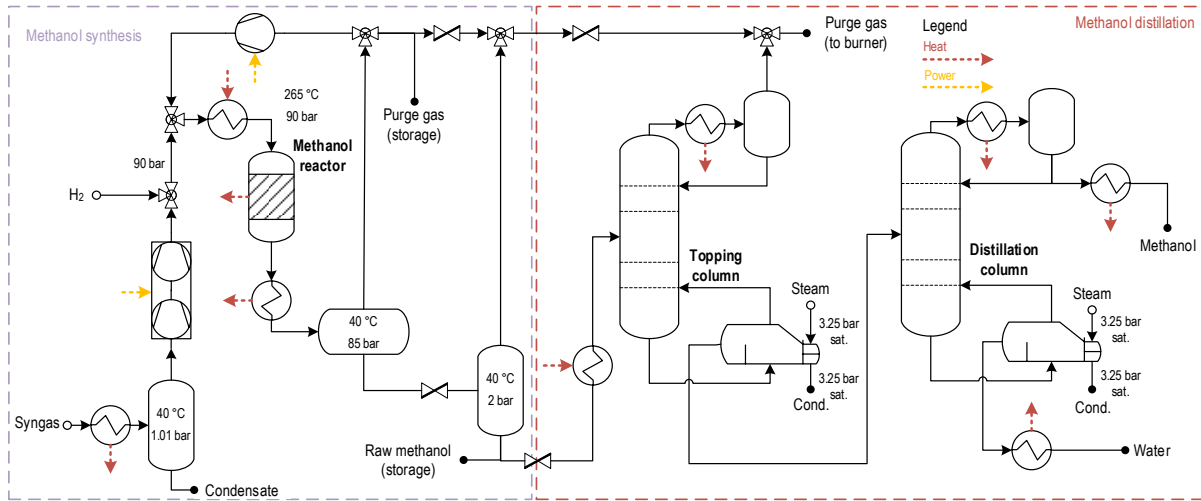 Methanol synthesis
Purge gas
(to burner)
Methanol distillation
Legend
Heat
Power
265 °C
90 bar
Methanol
reactor
Purge gas
(storage)
90 bar
H2
Topping
column
Distillation
column
Methanol
Steam
3.25 bar
sat.
3.25 bar
sat.
Cond.
Steam
3.25 bar
sat.
3.25 bar
sat.
Cond.
40 °C
85 bar
40 °C
2 bar
40 °C
1.01 bar
Syngas
Raw methanol
(storage)
Water
Condensate